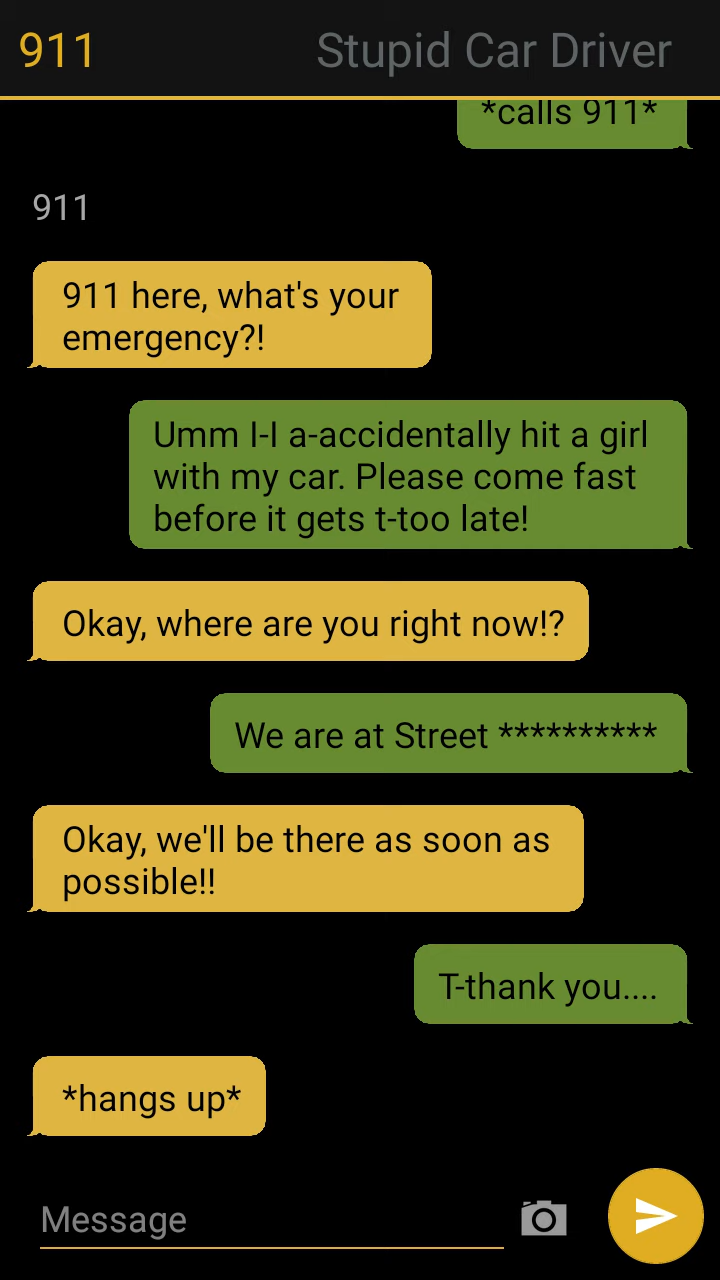 911
Stupid Car Driver
*calls 911*
911
911 here, what's your
emergency?!
Umm I-I a-accidentally hit a girl
with my car. Please come fast
before it gets t-too late!
Okay, where are you right now!?
We are at Street **********
Okay, we'll be there as soon as
possible!!
T-thank you....
*hangs up*
Message